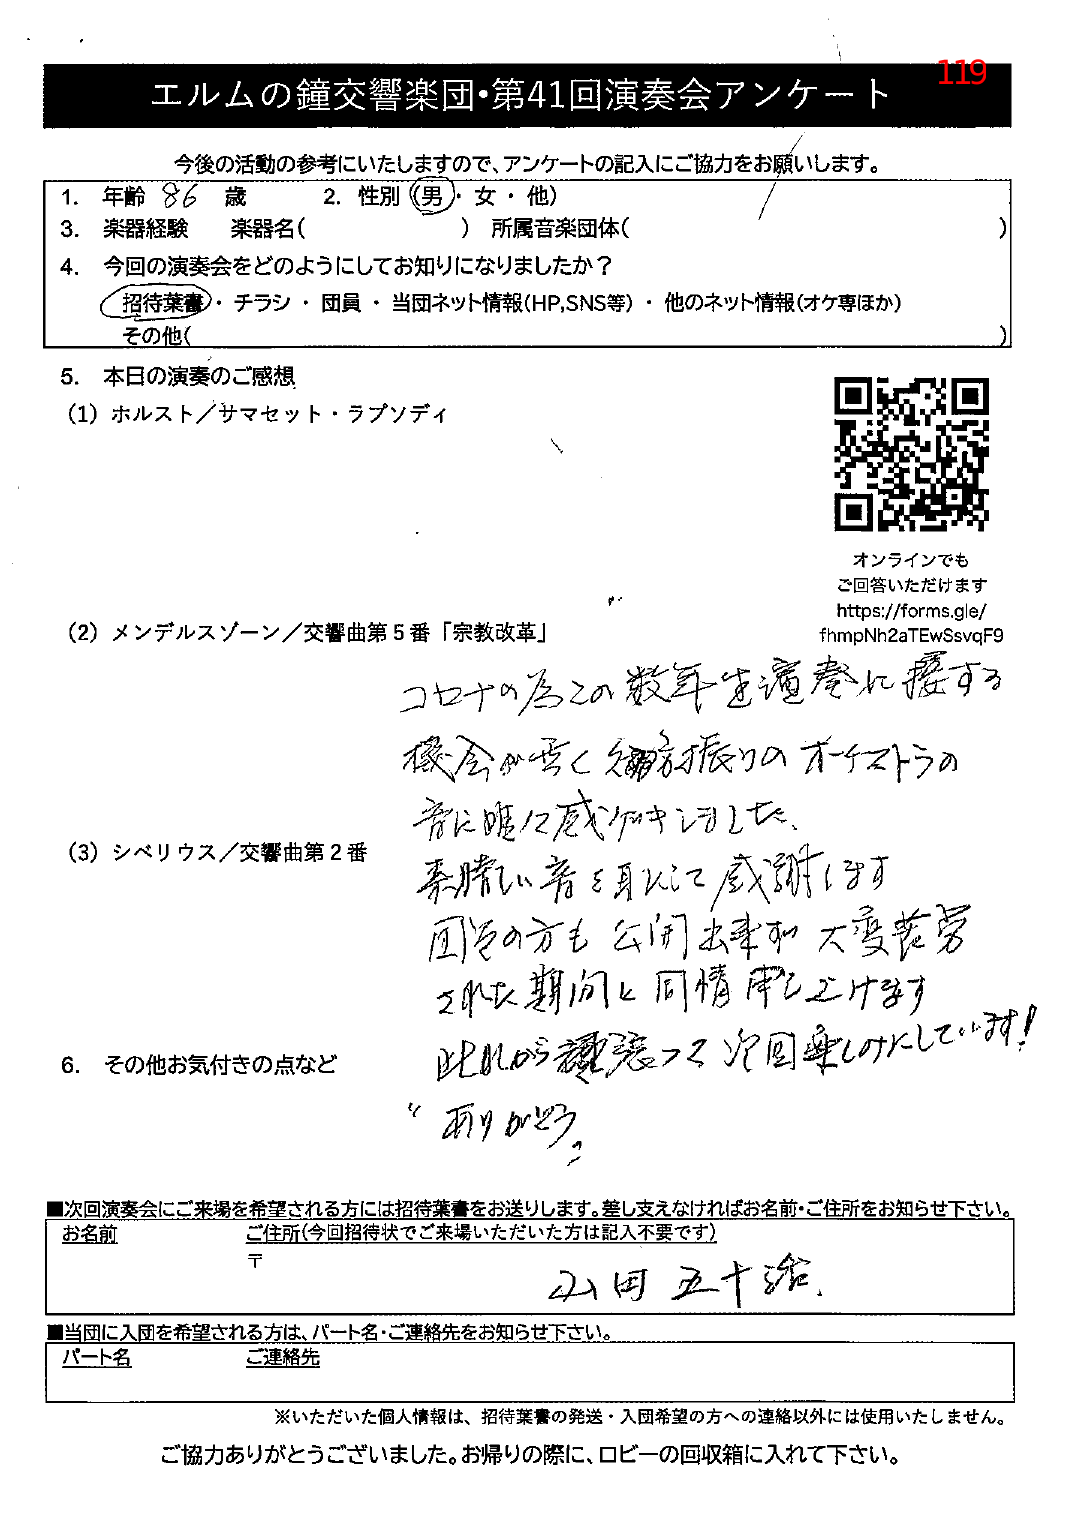 119
エルムの鐘交響楽団・第41回演奏会アンケート
今後の活動の参考にいたしますので、アンケートの記入にご協力をお願いします。
1. 年齢 86 歳 2. 性別 (男・女・他)
3. 楽器経験 楽器名( ) 所属音楽団体( )
4. 今回の演奏会をどのようにしてお知りになりましたか?
招待葉書・チラシ・団員・当団ネット情報(HP,SNS等)・他のネット情報(オケ専ほか)
その他( )
5. 本日の演奏のご感想
(1) ホルスト/サマセット・ラプソディ
オンラインでも
ご回答いただけます
https://forms.gle/
fhmpNh2aTEwSsvqF9
(2) メンデルスゾーン/交響曲第5番「宗教改革」
コロナの為この数年生演奏に接する
機会が無く 振りのオーケストラの
音に 感 しました、
(3) シベリウス/交響曲第2番
素晴しい音を耳にして感謝します
団員の方も公開出来ず大変苦労
された期間と同情申し上げます
此れから頑張って次回楽しみにしています!
6. その他お気付きの点など
ありがとう
■次回演奏会にご来場を希望される方には招待葉書をお送りします。差し支えなければお名前・ご住所をお知らせ下さい。
お名前 ご住所(今回招待状でご来場いただいた方は記入不要です)
〒
山田 五十治
■当団に入団を希望される方は、パート名・ご連絡先をお知らせ下さい。
パート名 ご連絡先
※いただいた個人情報は、招待葉書の発送・入団希望の方への連絡以外には使用いたしません。
ご協力ありがとうございました。お帰りの際に、ロビーの回収箱に入れて下さい。